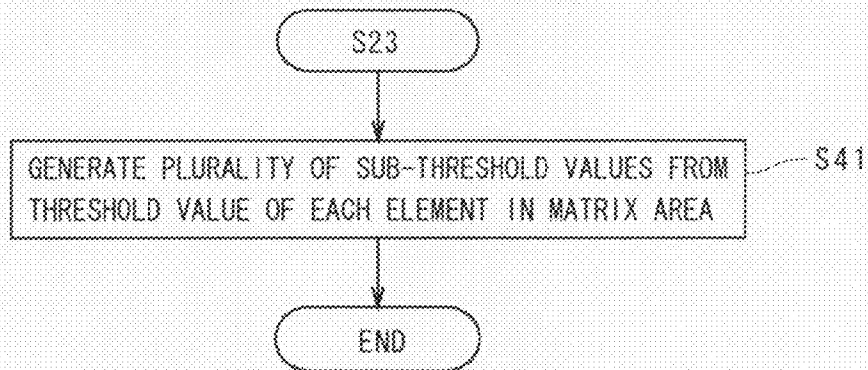 S23
GENERATE PLURALITY OF SUB-THRESHOLD VALUES FROM
THRESHOLD VALUE OF EACH ELEMENT IN MATRIX AREA
S41
END